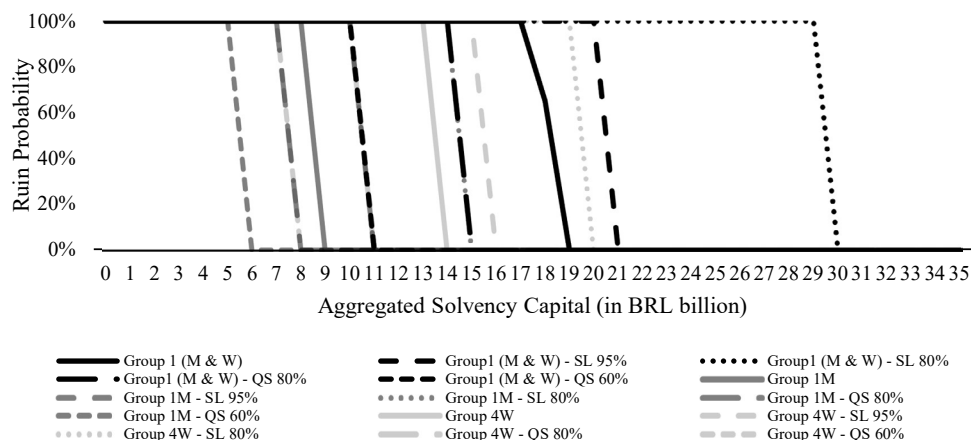 100%
80%
60%
40%
20%
0%
Ruin Probability
0 1 2 3 4 5 6 7 8 9 10 11 12 13 14 15 16 17 18 19 20 21 22 23 24 25 26 27 28 29 30 31 32 33 34 35
Aggregated Solvency Capital (in BRL billion)
Group 1 (M & W) Group1 (M & W) - SL 95% Group1 (M & W) - SL 80%
Group1 (M & W) - QS 80% Group1 (M & W) - QS 60% Group 1M
Group 1M - SL 95% Group 1M - SL 80% Group 1M - QS 80%
Group 1M - QS 60% Group 4W Group 4W - SL 95%
Group 4W - SL 80% Group 4W - QS 80% Group 4W - QS 60%